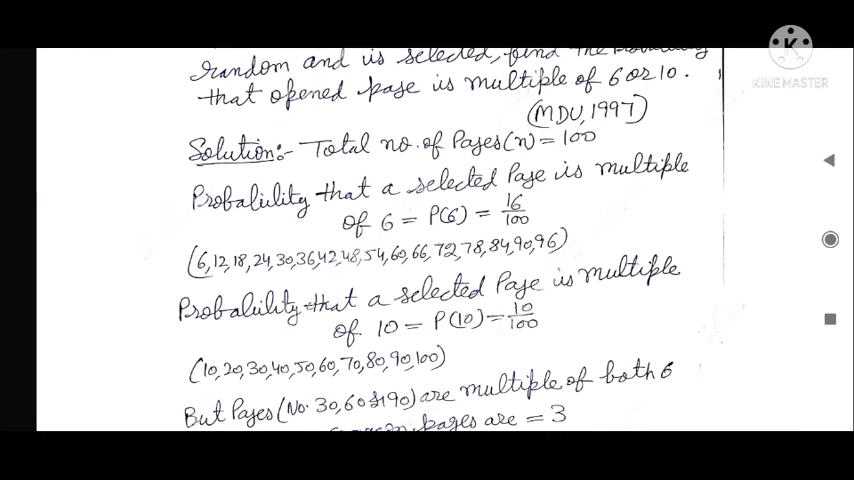 random and is selected, find the
that opened page is multiple of 6 or 10.
(MDU, 1997)
Solution:- Total no. of Pages (n) = 100
Probability that a selected Page is multiple
of 6 = P(6) = 16/100
(6,12,18,24,30,36,42,48,54,60,66,72,78,84,90,96)
Probability that a selected Page is multiple
of 10 = P(10) = 10/100
(10,20,30,40,50,60,70,80,90,100)
But Pages (No. 30,60 & 90) are multiple of both 6
pages are = 3
K
KINEMASTER